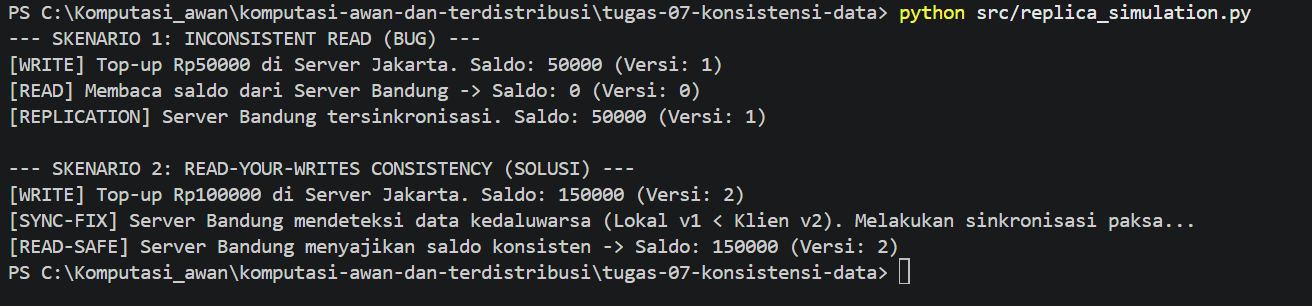 PS C:\Komputasi_awan\komputasi-awan-dan-terdistribusi\tugas-07-konsistensi-data> python src/replica_simulation.py
--- SKENARIO 1: INCONSISTENT READ (BUG) ---
[WRITE] Top-up Rp50000 di Server Jakarta. Saldo: 50000 (Versi: 1)
[READ] Membaca saldo dari Server Bandung -> Saldo: 0 (Versi: 0)
[REPLICATION] Server Bandung tersinkronisasi. Saldo: 50000 (Versi: 1)

--- SKENARIO 2: READ-YOUR-WRITES CONSISTENCY (SOLUSI) ---
[WRITE] Top-up Rp100000 di Server Jakarta. Saldo: 150000 (Versi: 2)
[SYNC-FIX] Server Bandung mendeteksi data kedaluwarsa (Lokal v1 < Klien v2). Melakukan sinkronisasi paksa...
[READ-SAFE] Server Bandung menyajikan saldo konsisten -> Saldo: 150000 (Versi: 2)
PS C:\Komputasi_awan\komputasi-awan-dan-terdistribusi\tugas-07-konsistensi-data>